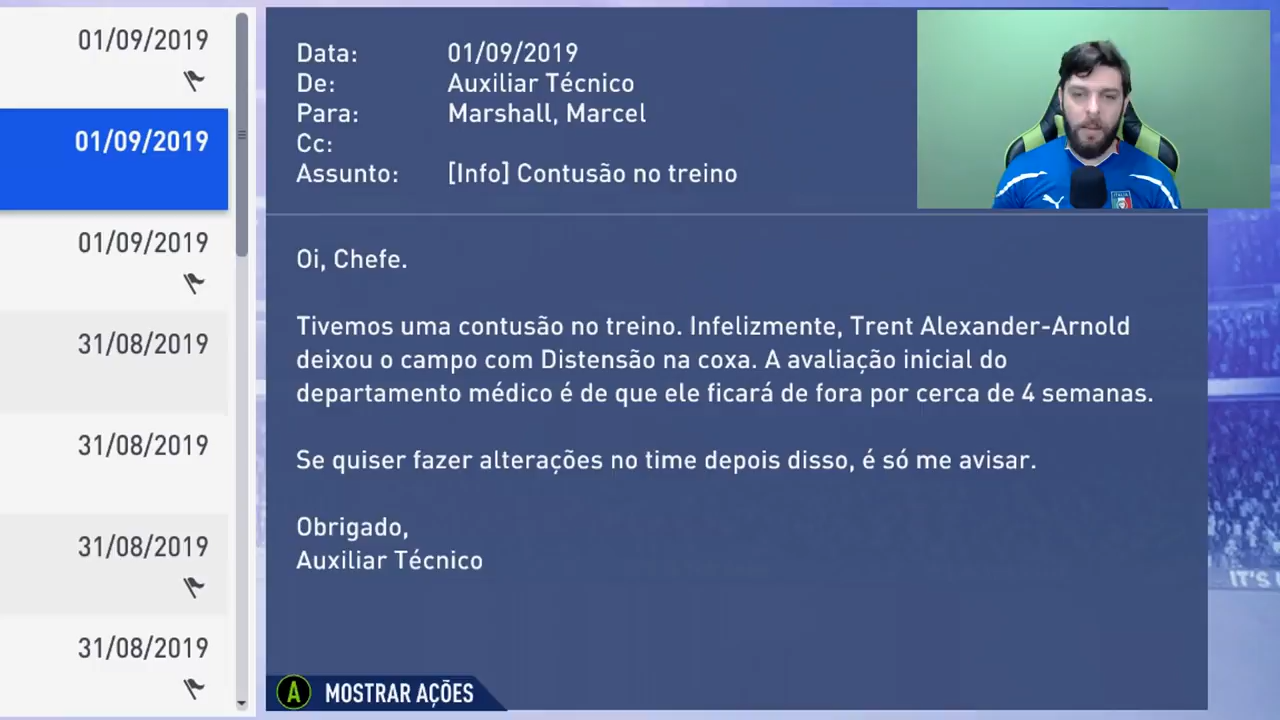 01/09/2019
01/09/2019
01/09/2019
31/08/2019
31/08/2019
31/08/2019
31/08/2019
Data: 01/09/2019
De: Auxiliar Técnico
Para: Marshall, Marcel
Cc:
Assunto: [Info] Contusão no treino
Oi, Chefe.
Tivemos uma contusão no treino. Infelizmente, Trent Alexander-Arnold
deixou o campo com Distensão na coxa. A avaliação inicial do
departamento médico é de que ele ficará de fora por cerca de 4 semanas.
Se quiser fazer alterações no time depois disso, é só me avisar.
Obrigado,
Auxiliar Técnico
A MOSTRAR AÇÕES
ITALIA
IT'S